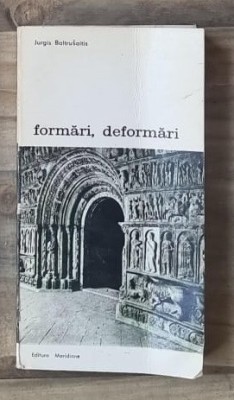 Jurgis Baltrušaitis
formări, deformări
Editura Meridiane